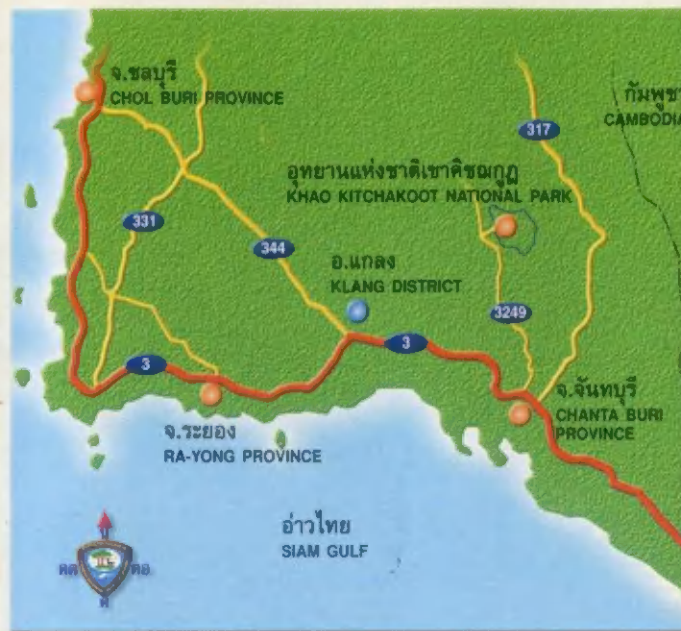 จ.ชลบุรี
CHOL BURI PROVINCE
กัมพูชา
CAMBODIA
317
อุทยานแห่งชาติเขาคิชฌกูฏ
KHAO KITCHAKOOT NATIONAL PARK
331
344
อ.แกลง
KLANG DISTRICT
3249
3
3
จ.จันทบุรี
CHANTA BURI
PROVINCE
จ.ระยอง
RA-YONG PROVINCE
อ่าวไทย
SIAM GULF